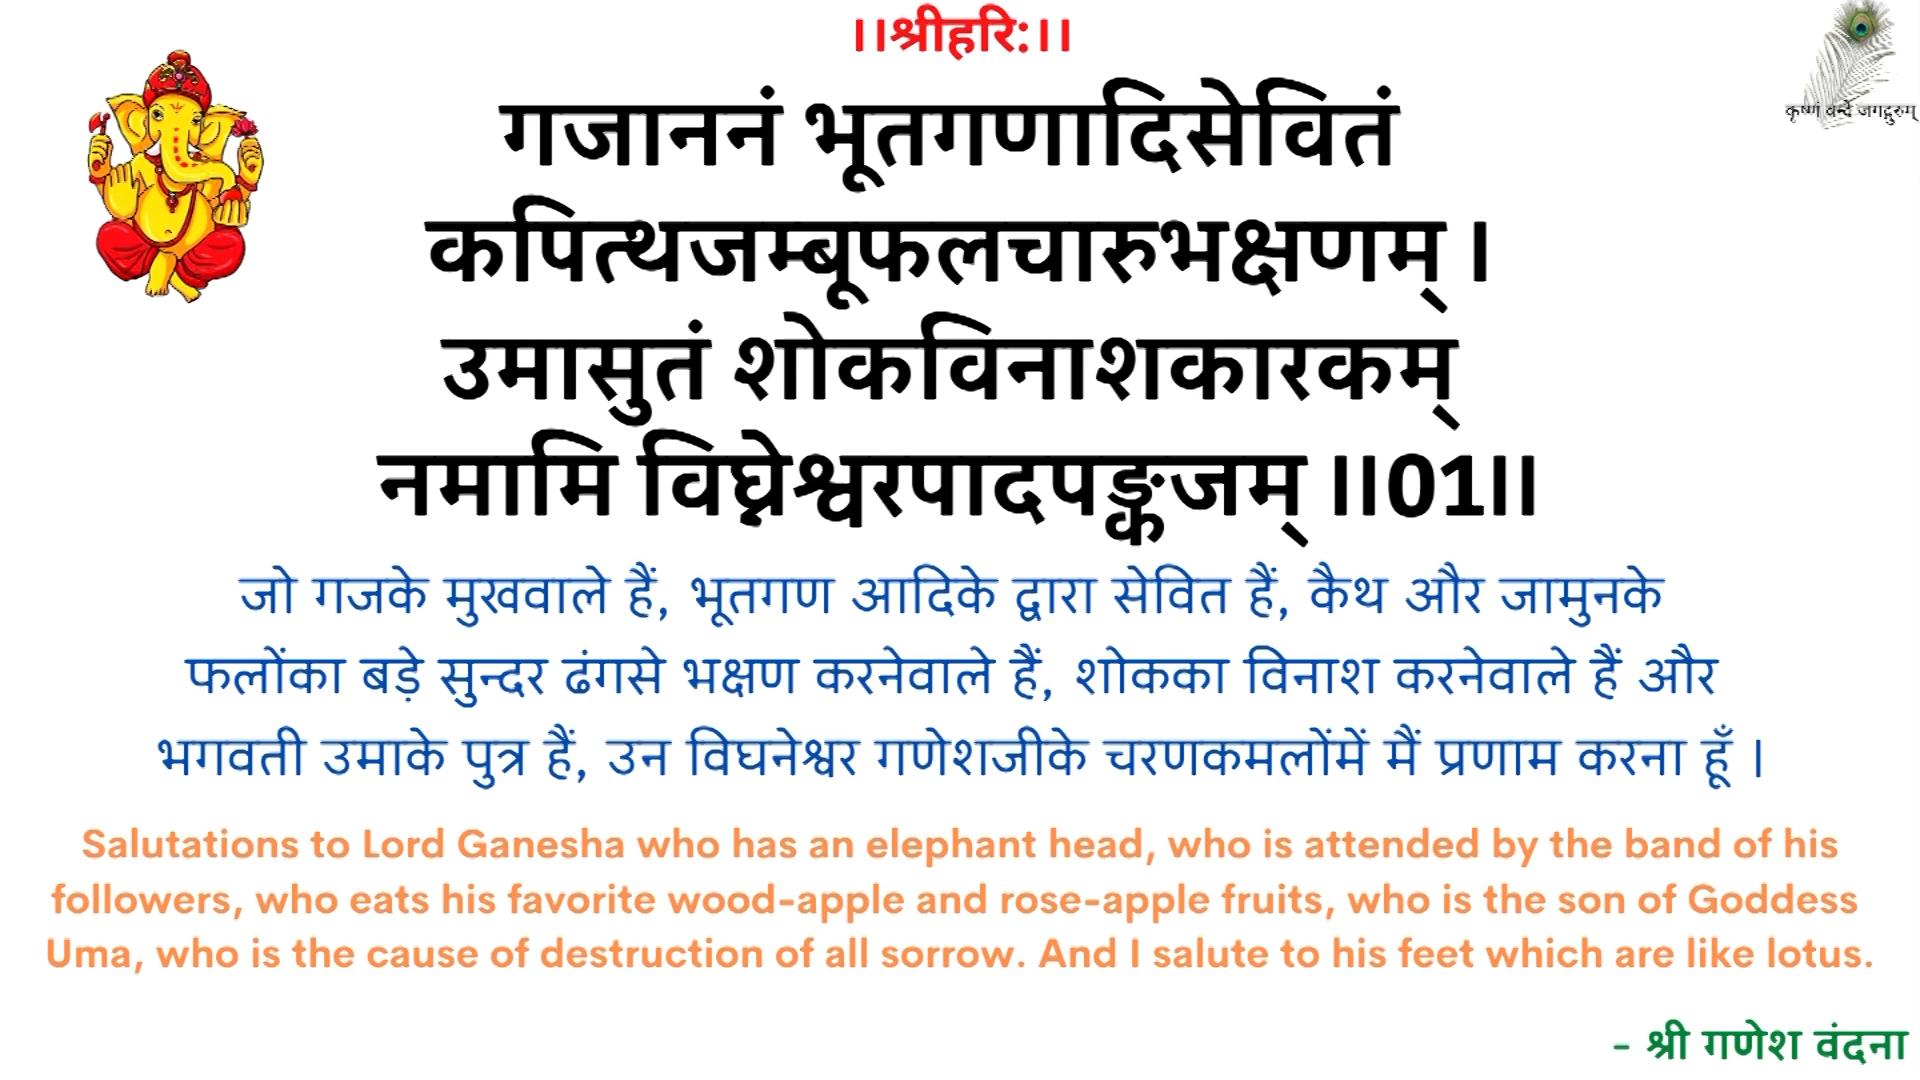 ।।श्रीहरि:।।
कृष्णं वन्दे जगद्गुरुम्
गजाननं भूतगणादिसेवितं
कपित्थजम्बूफलचारुभक्षणम् ।
उमासुतं शोकविनाशकारकम्
नमामि विघ्नेश्वरपादपङ्कजम् ।।01।।
जो गजके मुखवाले हैं, भूतगण आदिके द्वारा सेवित हैं, कैथ और जामुनके
फलोंका बड़े सुन्दर ढंगसे भक्षण करनेवाले हैं, शोकका विनाश करनेवाले हैं और
भगवती उमाके पुत्र हैं, उन विघनेश्वर गणेशजीके चरणकमलोंमें मैं प्रणाम करना हूँ ।
Salutations to Lord Ganesha who has an elephant head, who is attended by the band of his
followers, who eats his favorite wood-apple and rose-apple fruits, who is the son of Goddess
Uma, who is the cause of destruction of all sorrow. And I salute to his feet which are like lotus.
- श्री गणेश वंदना